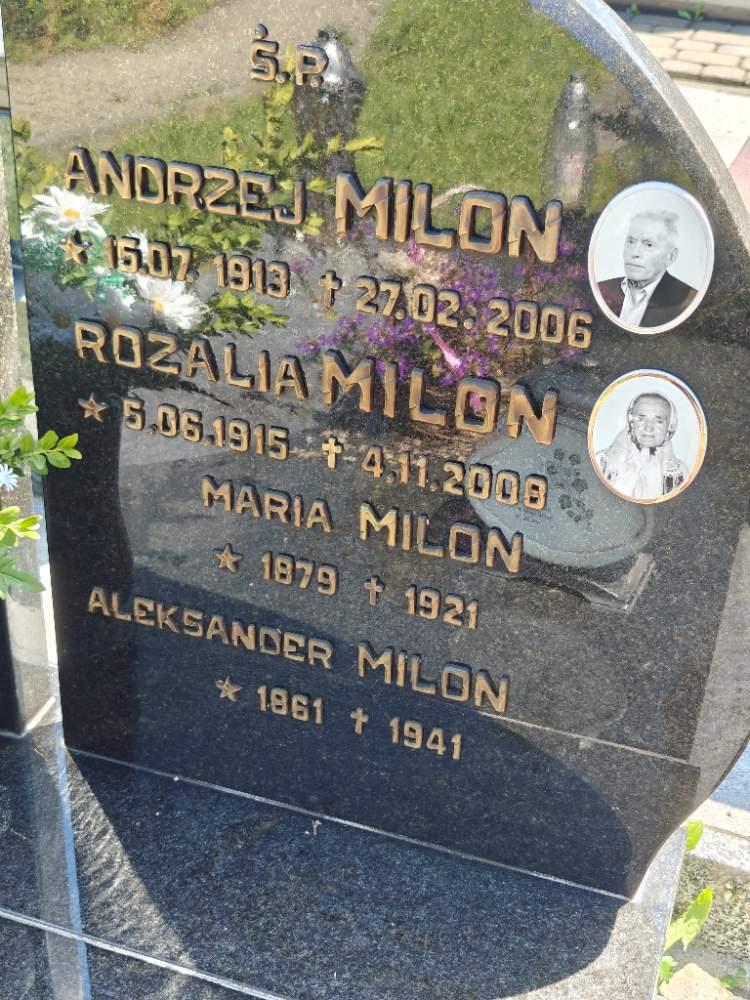 Ś.P.
ANDRZEJ MILON
★ 15.07.1913 ✝ 27.02.2006
ROZALIA MILON
★ 5.06.1915 ✝ 4.11.2008
MARIA MILON
★ 1879 ✝ 1921
ALEKSANDER MILON
★ 1861 ✝ 1941